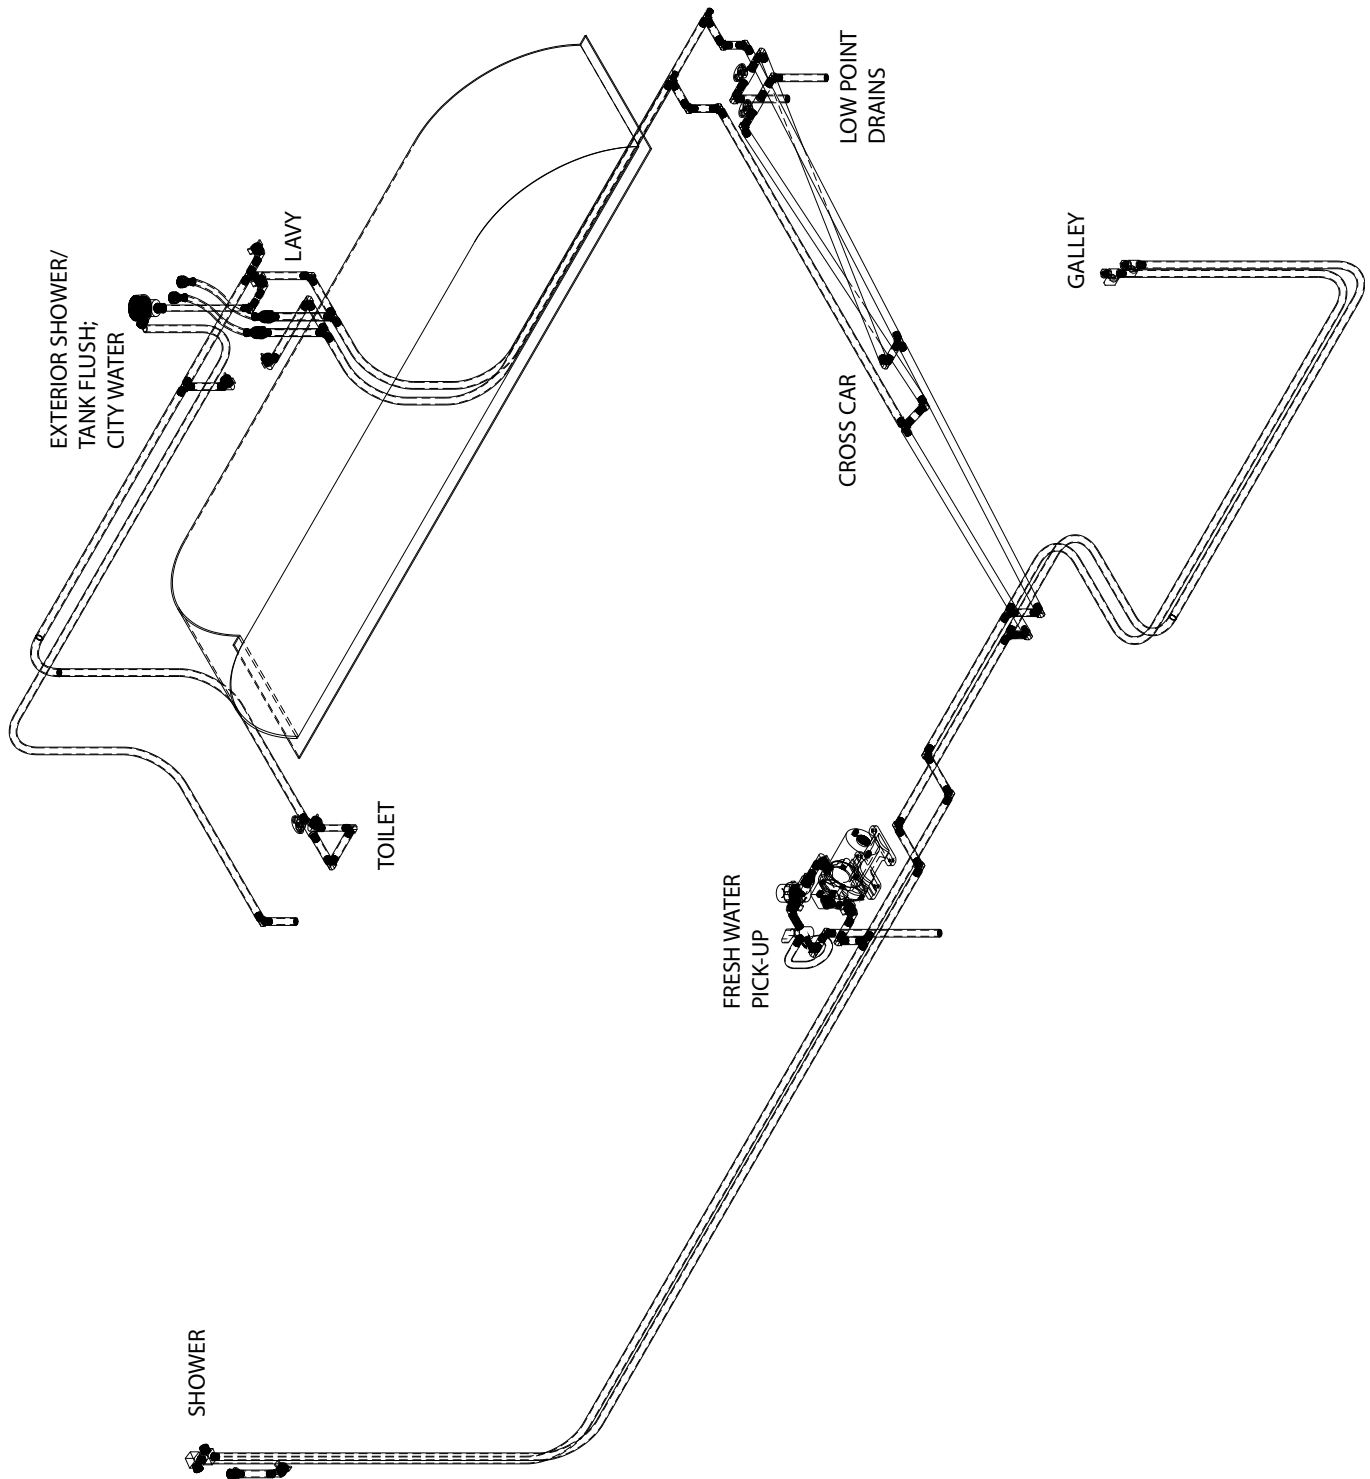 SHOWER
TOILET
FRESH WATER
PICK-UP
EXTERIOR SHOWER/
TANK FLUSH;
CITY WATER
LAVY
CROSS CAR
GALLEY
LOW POINT
DRAINS